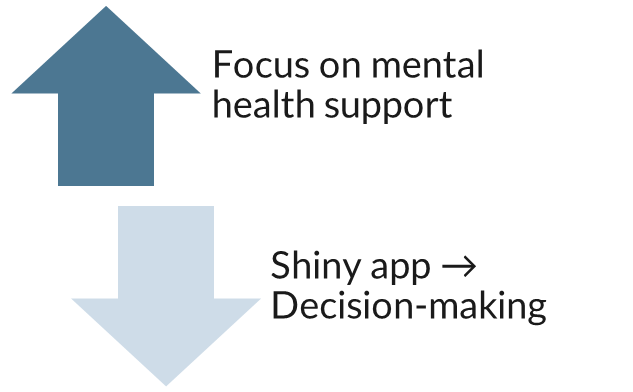 Focus on mental
health support
Shiny app →
Decision-making